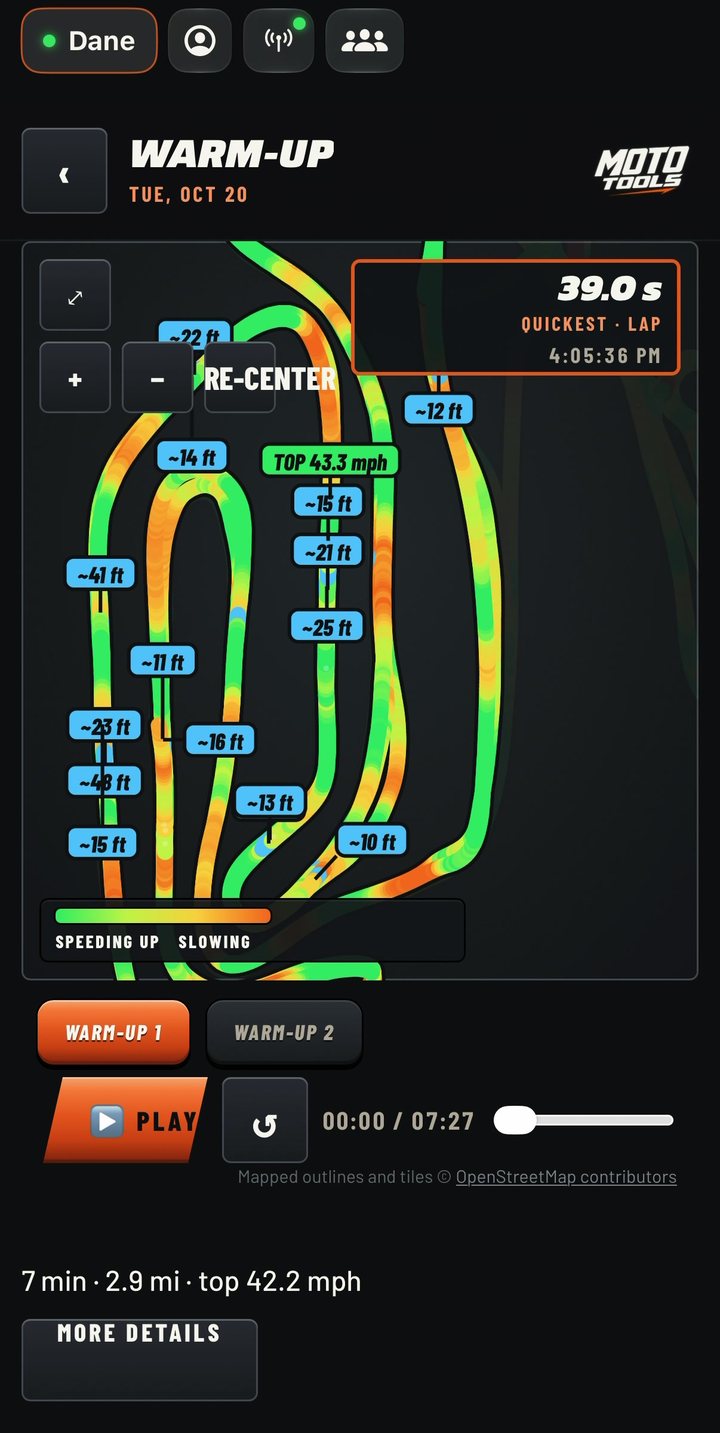 Dane
WARM-UP
TUE, OCT 20
MOTO
TOOLS
39.0 s
QUICKEST · LAP
4:05:36 PM
~22 ft
+
−
RE-CENTER
~12 ft
~14 ft
TOP 43.3 mph
~15 ft
~21 ft
~41 ft
~25 ft
~11 ft
~23 ft
~16 ft
~48 ft
~13 ft
~15 ft
~10 ft
SPEEDING UP SLOWING
WARM-UP 1
WARM-UP 2
PLAY
00:00 / 07:27
Mapped outlines and tiles © OpenStreetMap contributors
7 min · 2.9 mi · top 42.2 mph
MORE DETAILS